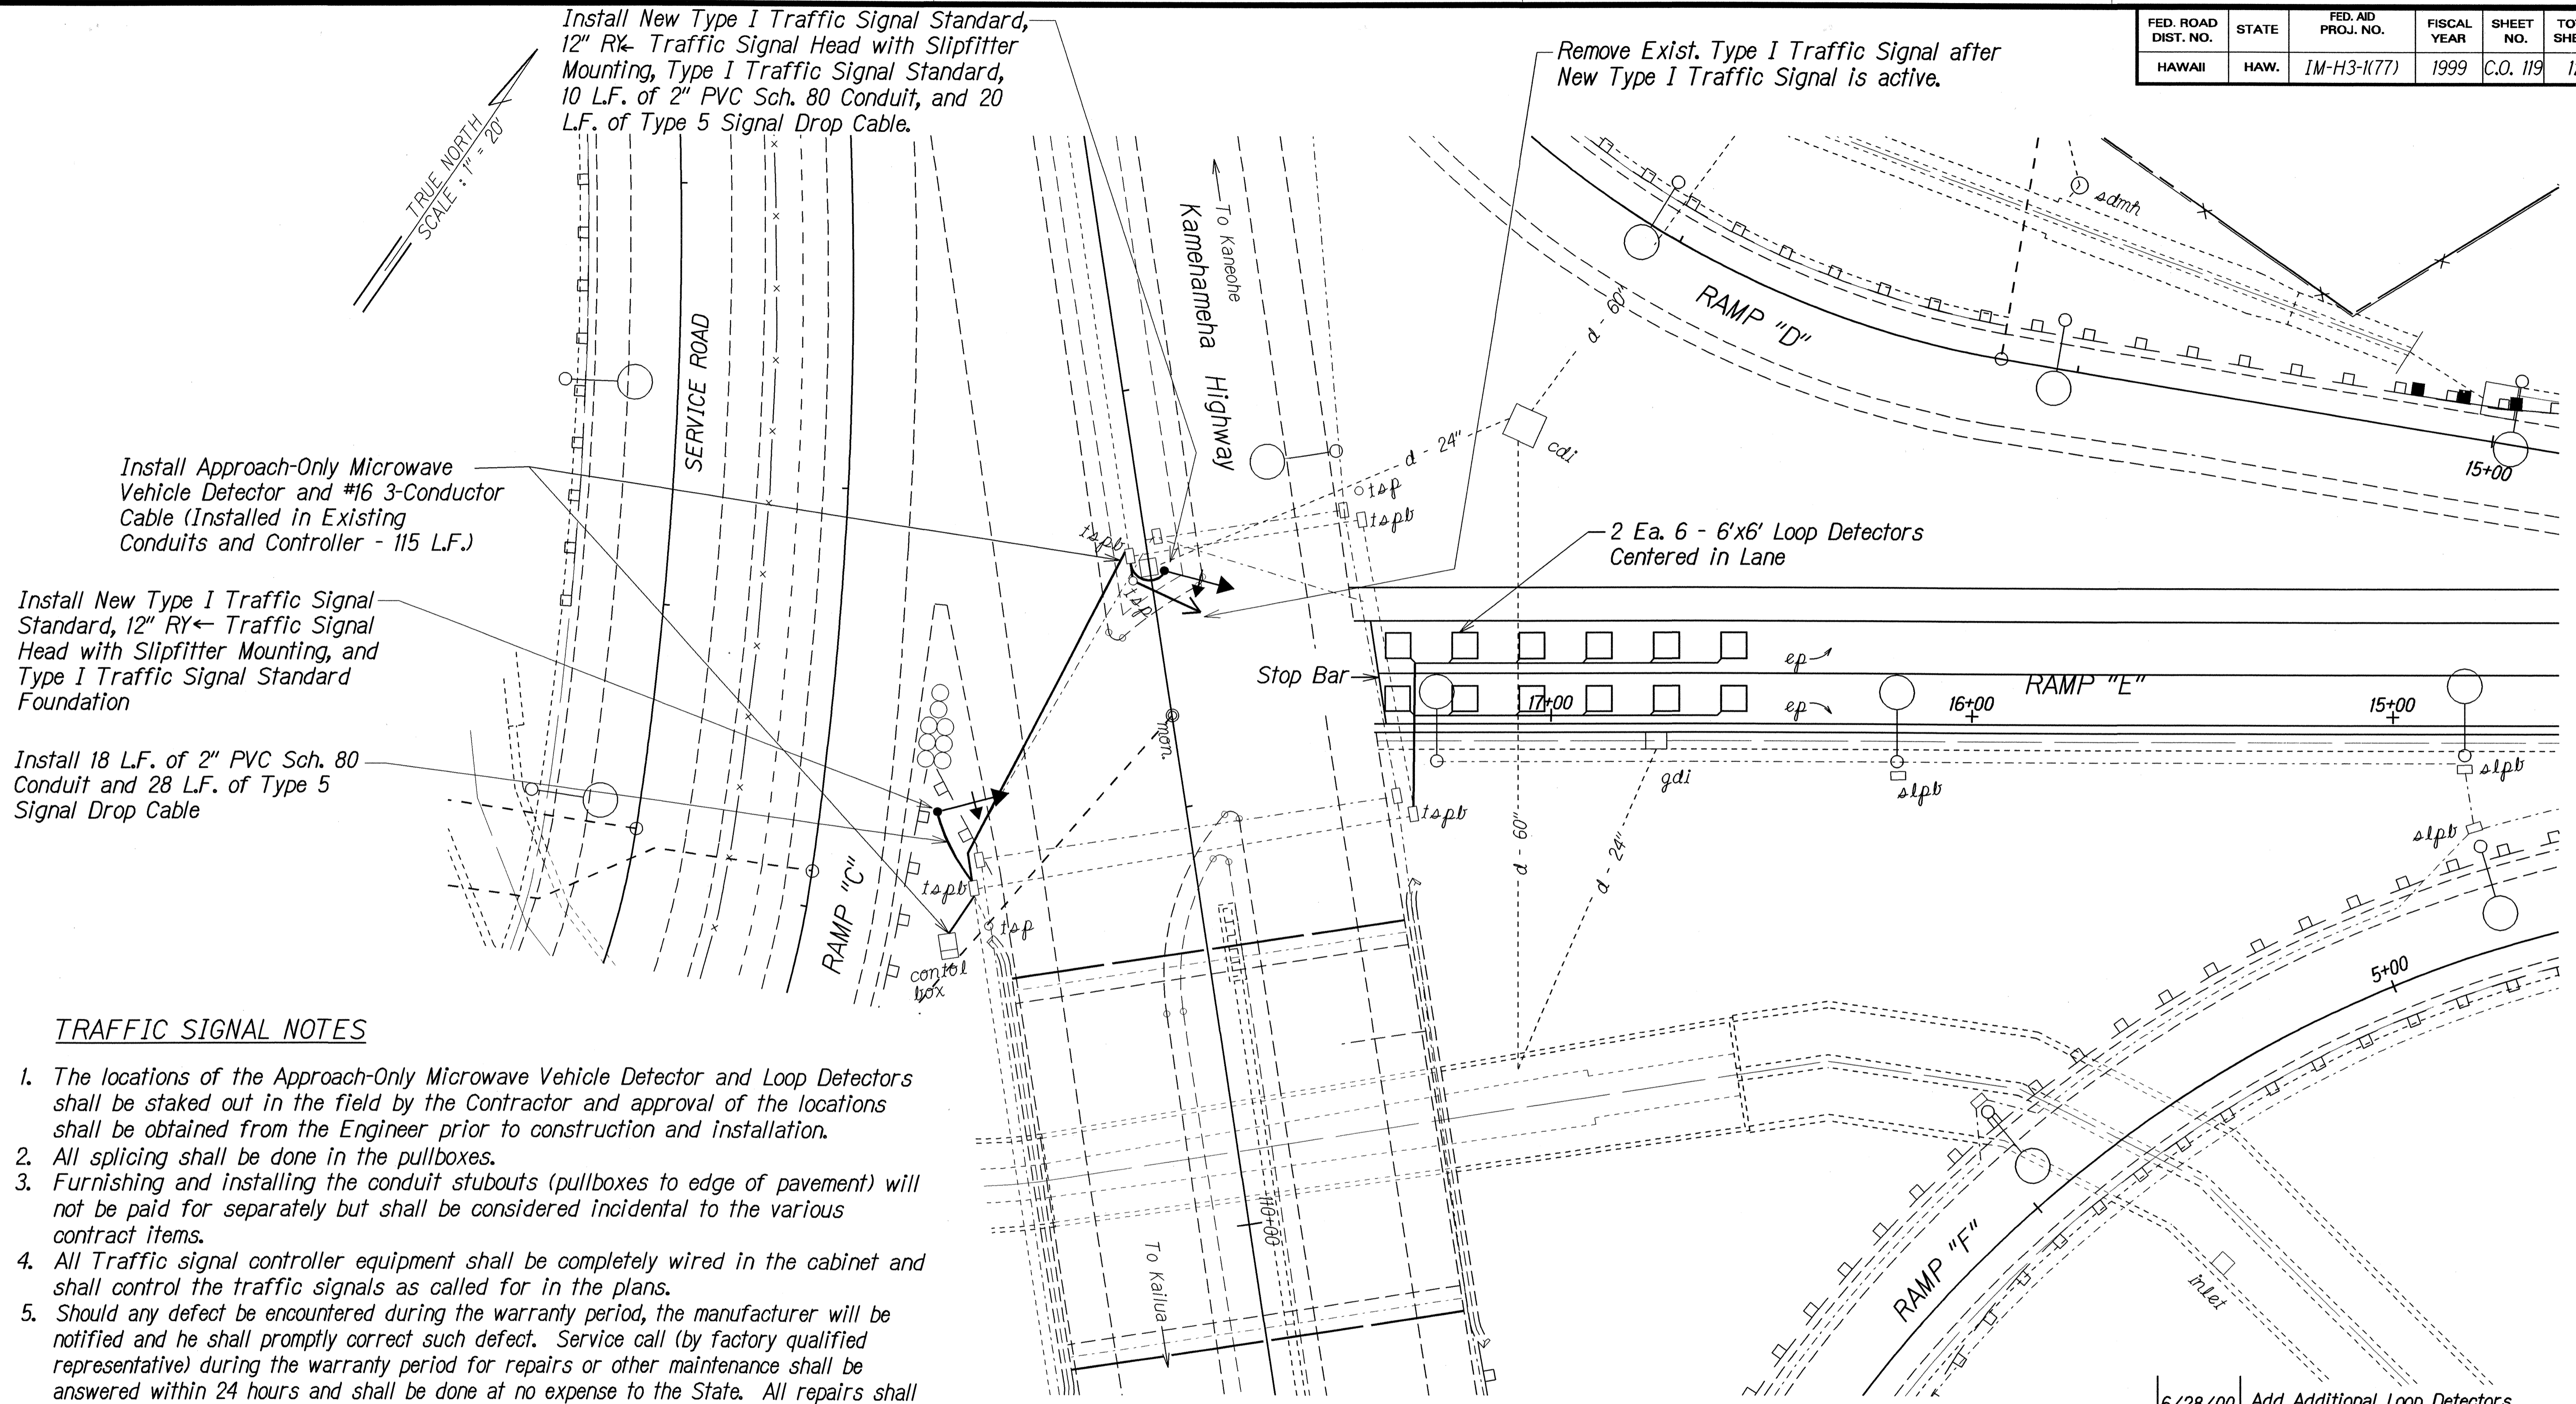 Install New Type I Traffic Signal Standard,
12" RY← Traffic Signal Head with Slipfitter
Mounting, Type I Traffic Signal Standard,
10 L.F. of 2" PVC Sch. 80 Conduit, and 20
L.F. of Type 5 Signal Drop Cable.
Remove Exist. Type I Traffic Signal after
New Type I Traffic Signal is active.
FED. ROAD DIST. NO.
STATE
FED. AID PROJ. NO.
FISCAL YEAR
SHEET NO.
HAWAII
HAW.
IM-H3-1(77)
1999
C.O. 119
TRUE NORTH
SCALE : 1" = 20'
SERVICE ROAD
To Kaneohe
Kamehameha Highway
sdmh
RAMP "D"
d - 60"
d - 24"
cdi
15+00
tsp
tspb
Install Approach-Only Microwave
Vehicle Detector and #16 3-Conductor
Cable (Installed in Existing
Conduits and Controller - 115 L.F.)
tspb
tsp
2 Ea. 6 - 6'x6' Loop Detectors
Centered in Lane
Install New Type I Traffic Signal
Standard, 12" RY← Traffic Signal
Head with Slipfitter Mounting, and
Type I Traffic Signal Standard
Foundation
Stop Bar
ep
ep
RAMP "E"
17+00
16+00
15+00
mon.
Install 18 L.F. of 2" PVC Sch. 80
Conduit and 28 L.F. of Type 5
Signal Drop Cable
gdi
slpb
slpb
slpb
tspb
d - 60"
d - 24"
RAMP "C"
tspb
tsp
contol
box
5+00
RAMP "F"
inlet
110+00
To Kailua
TRAFFIC SIGNAL NOTES
1. The locations of the Approach-Only Microwave Vehicle Detector and Loop Detectors
shall be staked out in the field by the Contractor and approval of the locations
shall be obtained from the Engineer prior to construction and installation.
2. All splicing shall be done in the pullboxes.
3. Furnishing and installing the conduit stubouts (pullboxes to edge of pavement) will
not be paid for separately but shall be considered incidental to the various
contract items.
4. All Traffic signal controller equipment shall be completely wired in the cabinet and
shall control the traffic signals as called for in the plans.
5. Should any defect be encountered during the warranty period, the manufacturer will be
notified and he shall promptly correct such defect. Service call (by factory qualified
representative) during the warranty period for repairs or other maintenance shall be
answered within 24 hours and shall be done at no expense to the State. All repairs shall
6/28/00 Add Additional Loop Detectors